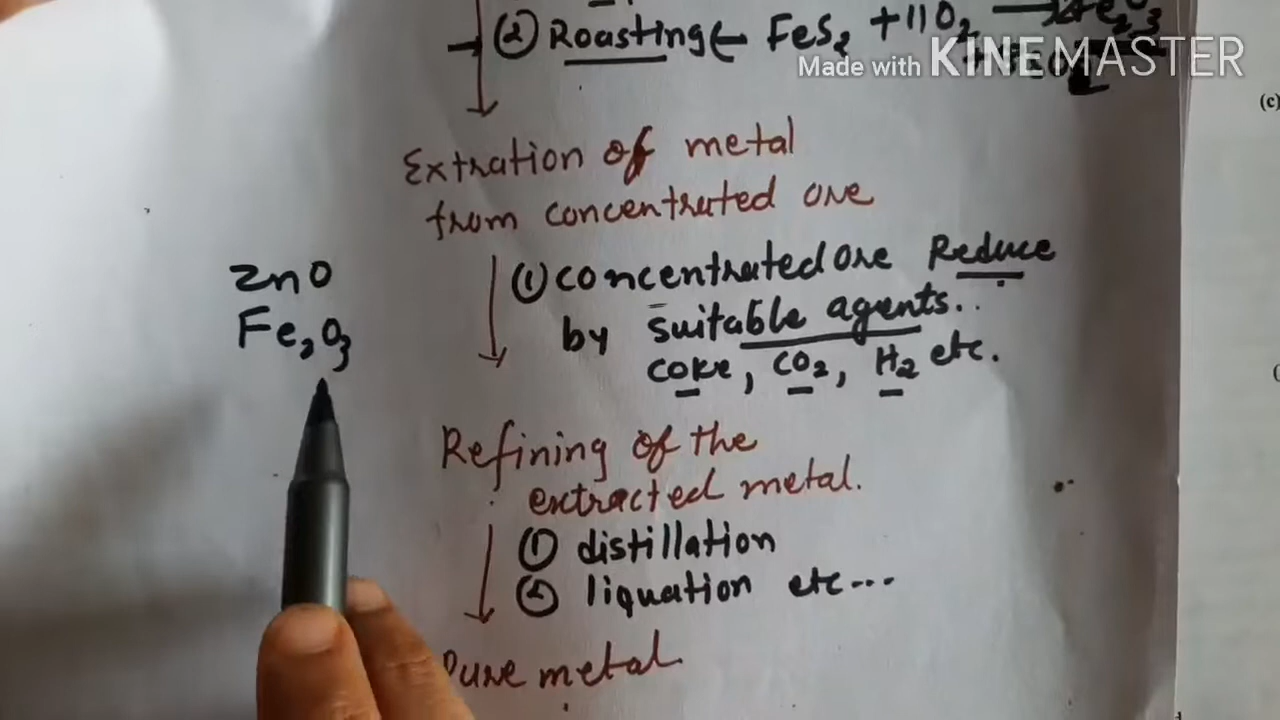 ② Roasting← FeS2 +11O2 →
Made with KINEMASTER
(c)
Extration of metal
from concentrated ore
ZnO
Fe2O3
① concentrated ore Reduce
by suitable agents..
coke, CO2, H2 etc.
Refining of the
extracted metal.
① distillation
② liquation etc...
Pure metal.